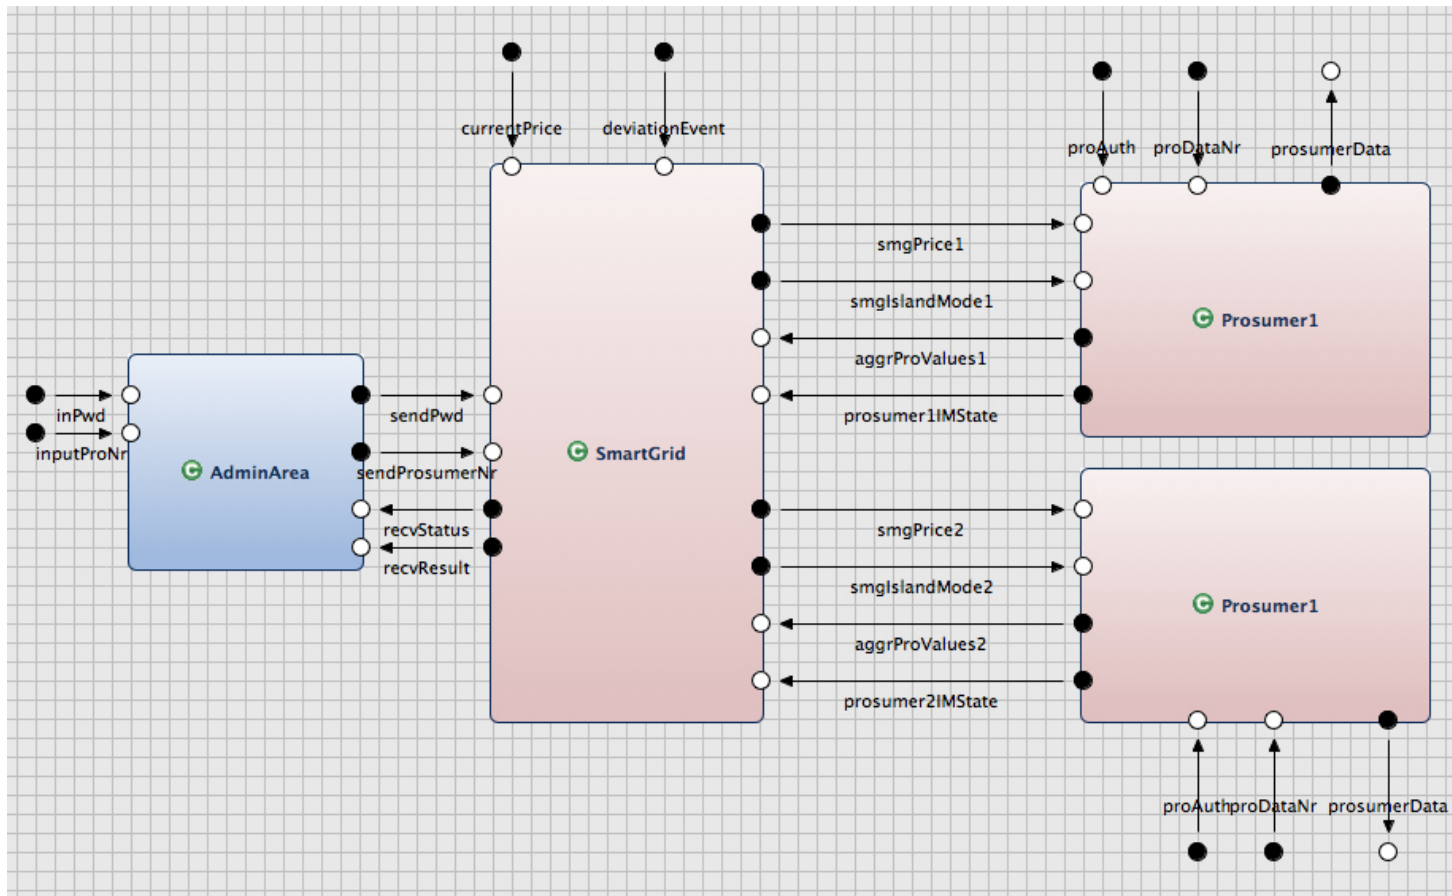 currentPrice
deviationEvent
proAuth
proDataNr
prosumerData
smgPrice1
smgIslandMode1
C Prosumer1
aggrProValues1
prosumer1IMState
inPwd
inputProNr
C AdminArea
sendPwd
sendProsumerNr
recvStatus
recvResult
C SmartGrid
smgPrice2
smgIslandMode2
C Prosumer1
aggrProValues2
prosumer2IMState
proAuth
proDataNr
prosumerData